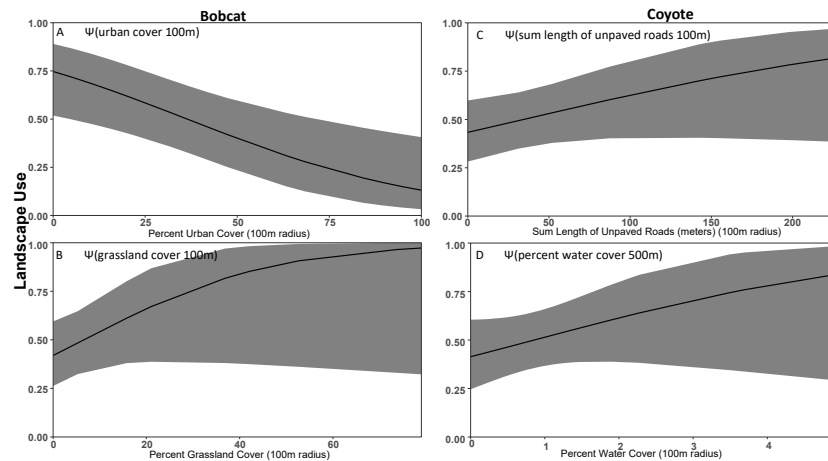 Bobcat
Coyote
Landscape Use
A Ψ(urban cover 100m)
1.00
0.75
0.50
0.25
0.00
0 25 50 75 100
Percent Urban Cover (100m radius)
C Ψ(sum length of unpaved roads 100m)
1.00
0.75
0.50
0.25
0.00
0 50 100 150 200
Sum Length of Unpaved Roads (meters) (100m radius)
B Ψ(grassland cover 100m)
1.00
0.75
0.50
0.25
0.00
0 20 40 60
Percent Grassland Cover (100m radius)
D Ψ(percent water cover 500m)
1.00
0.75
0.50
0.25
0.00
0 1 2 3 4
Percent Water Cover (100m radius)